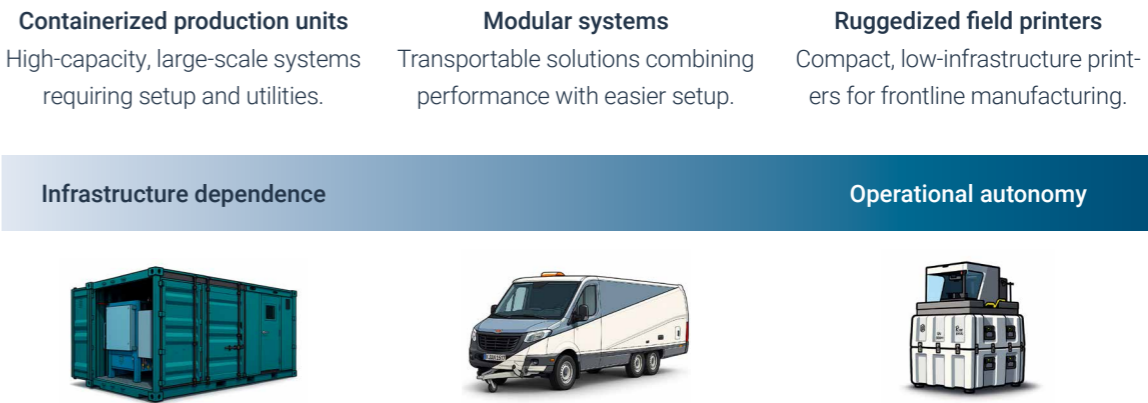 Containerized production units
High-capacity, large-scale systems
requiring setup and utilities.
Modular systems
Transportable solutions combining
performance with easier setup.
Ruggedized field printers
Compact, low-infrastructure print-
ers for frontline manufacturing.
Infrastructure dependence
Operational autonomy